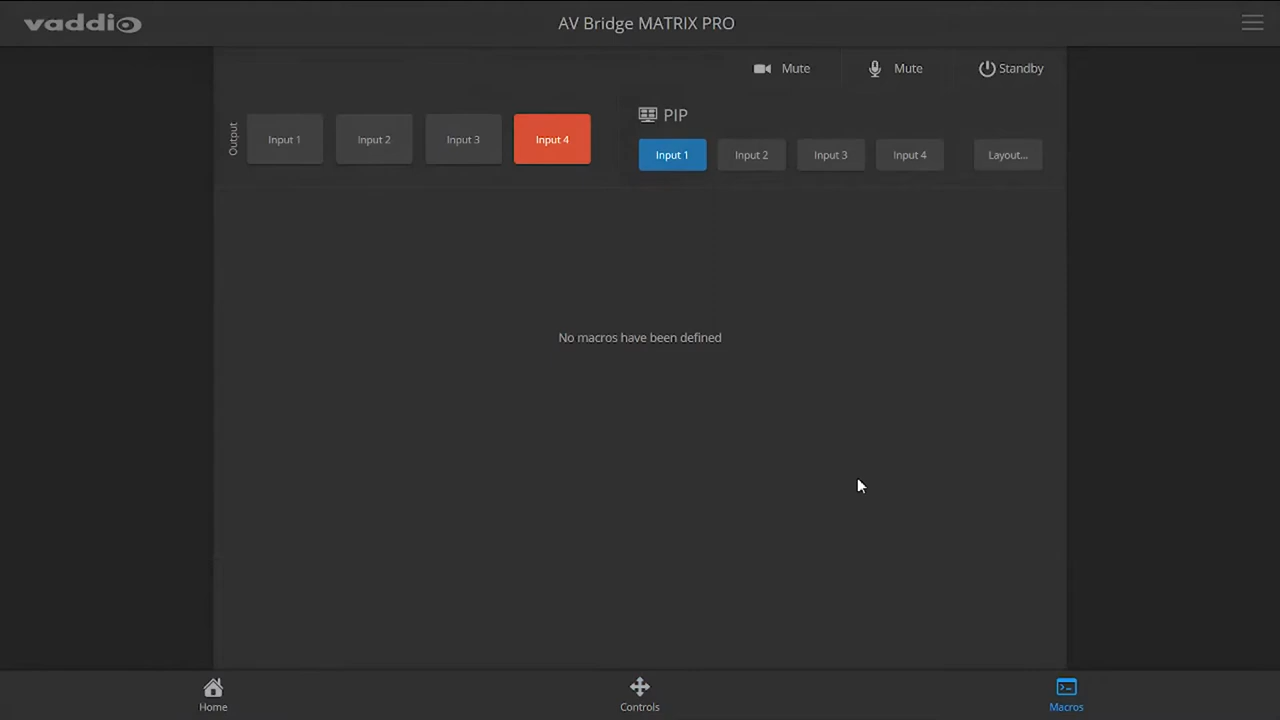 vaddio
AV Bridge MATRIX PRO
Mute
Mute
Standby
Output
Input 1
Input 2
Input 3
Input 4
PIP
Input 1
Input 2
Input 3
Input 4
Layout...
No macros have been defined
Home
Controls
Macros